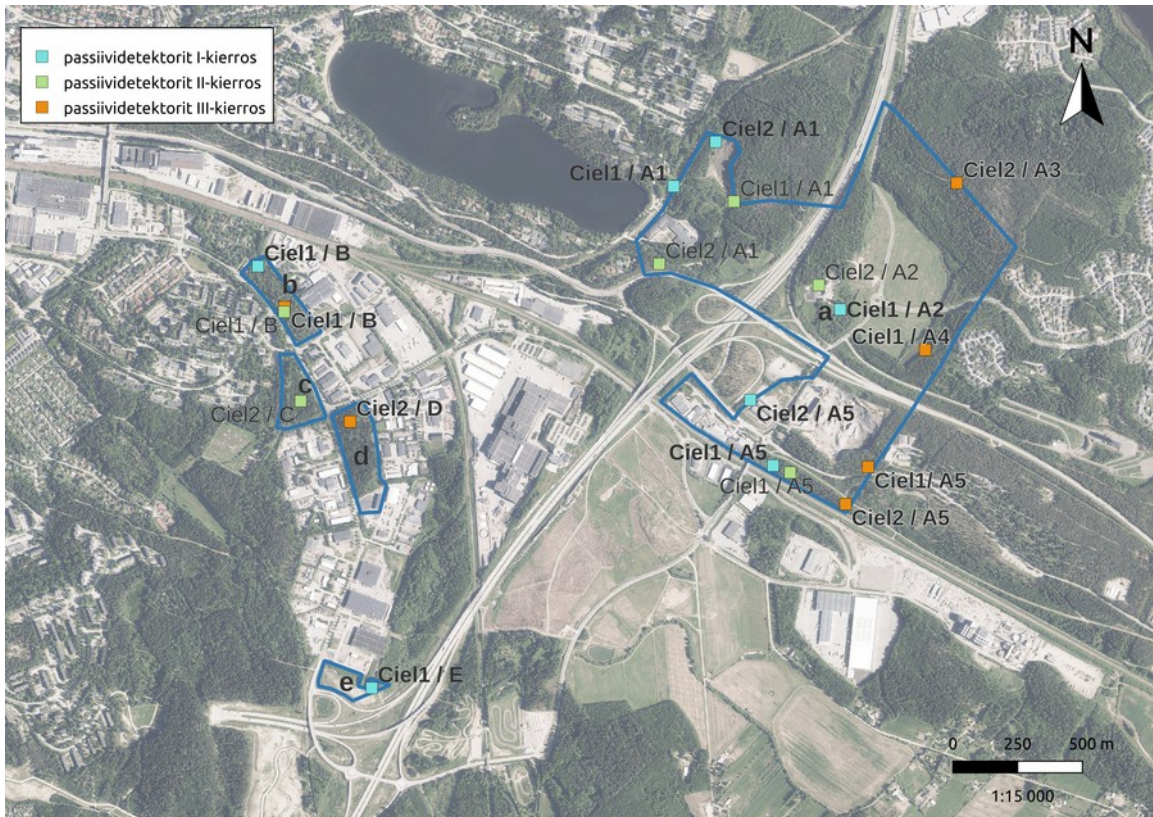 passiividetektorit I-kierros
passiividetektorit II-kierros
passiividetektorit III-kierros
N
Ciel2 / A1
Ciel1 / A1
Ciel2 / A3
Ciel1 / A1
Ciel1 / B
Ciel2 / A1
b
Ciel2 / A2
a
Ciel1 / A2
Ciel1 / B
Ciel1 / B
Ciel1 / A4
c
Ciel2 / C
Ciel2 / D
Ciel2 / A5
d
Ciel1 / A5
Ciel1 / A5
Ciel1/ A5
Ciel2 / A5
e
Ciel1 / E
0 250 500 m
1:15 000